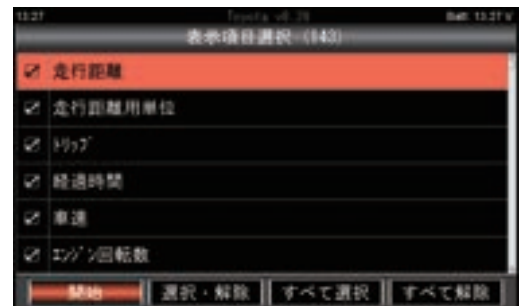 13:27 Toyota v8.20 Batt: 13.27 V
表示項目選択 (143)
走行距離
走行距離用単位
ﾄﾘｯﾌﾟ
経過時間
車速
ｴﾝｼﾞﾝ回転数
開始 選択・解除 すべて選択 すべて解除